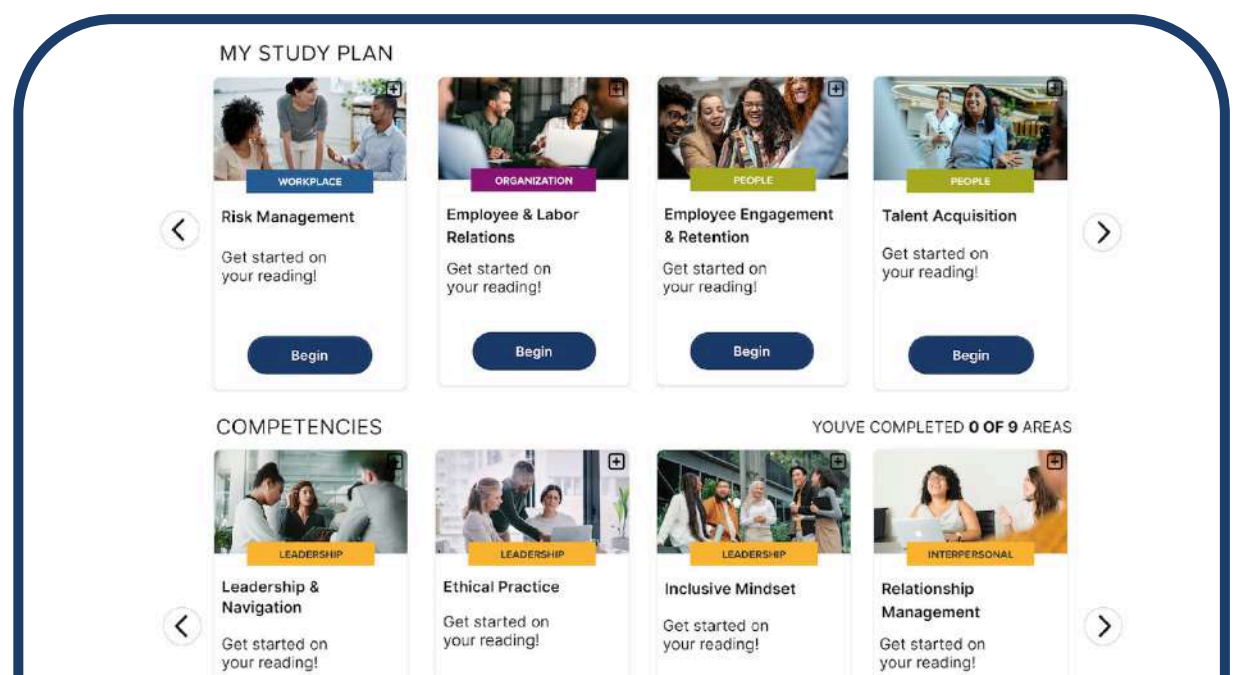 MY STUDY PLAN
WORKPLACE
Risk Management
Get started on
your reading!
Begin
ORGANIZATION
Employee & Labor
Relations
Get started on
your reading!
Begin
PEOPLE
Employee Engagement
& Retention
Get started on
your reading!
Begin
PEOPLE
Talent Acquisition
Get started on
your reading!
Begin
COMPETENCIES
YOUVE COMPLETED 0 OF 9 AREAS
LEADERSHIP
Leadership &
Navigation
Get started on
your reading!
LEADERSHIP
Ethical Practice
Get started on
your reading!
LEADERSHIP
Inclusive Mindset
Get started on
your reading!
INTERPERSONAL
Relationship
Management
Get started on
your reading!